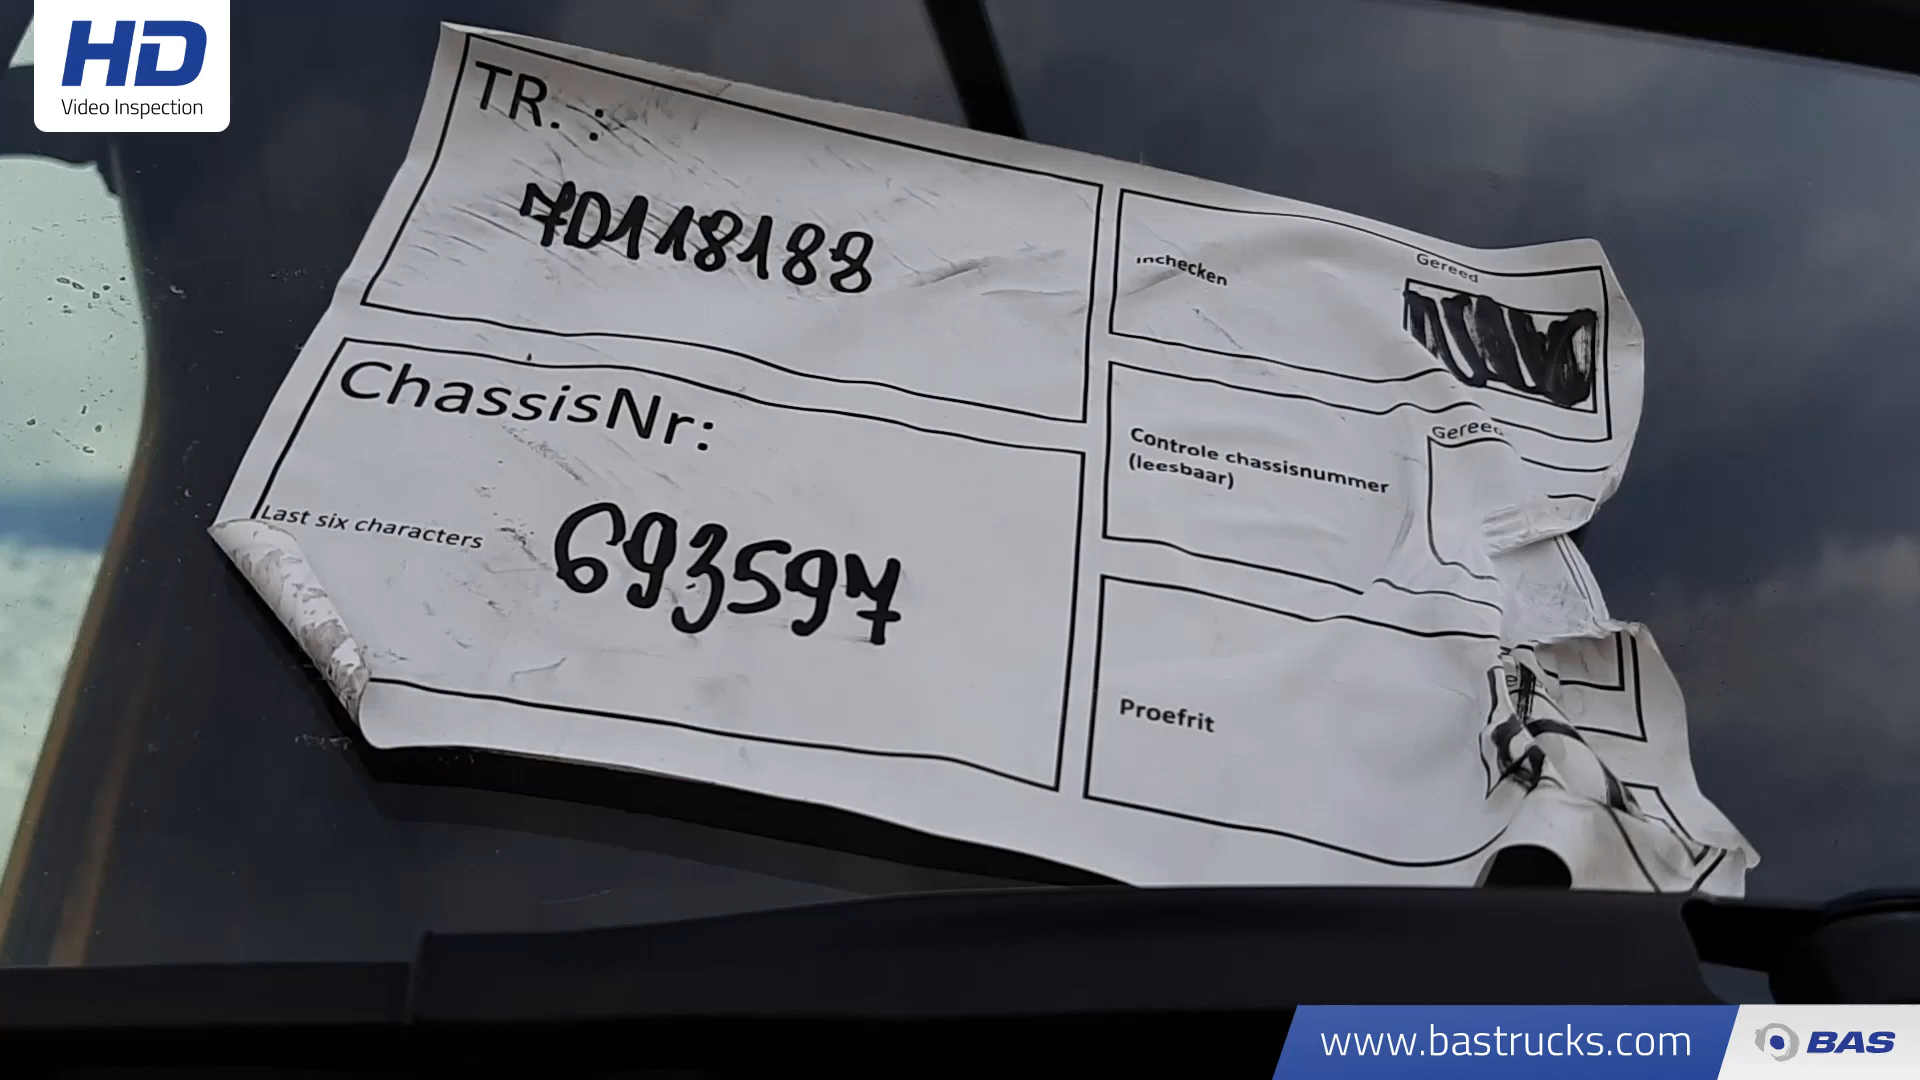 HD
Video Inspection
TR. :
70118188
ChassisNr:
Last six characters
693597
Inchecken
Gereed
Controle chassisnummer
(leesbaar)
Gereed
Proefrit
www.bastrucks.com
BAS